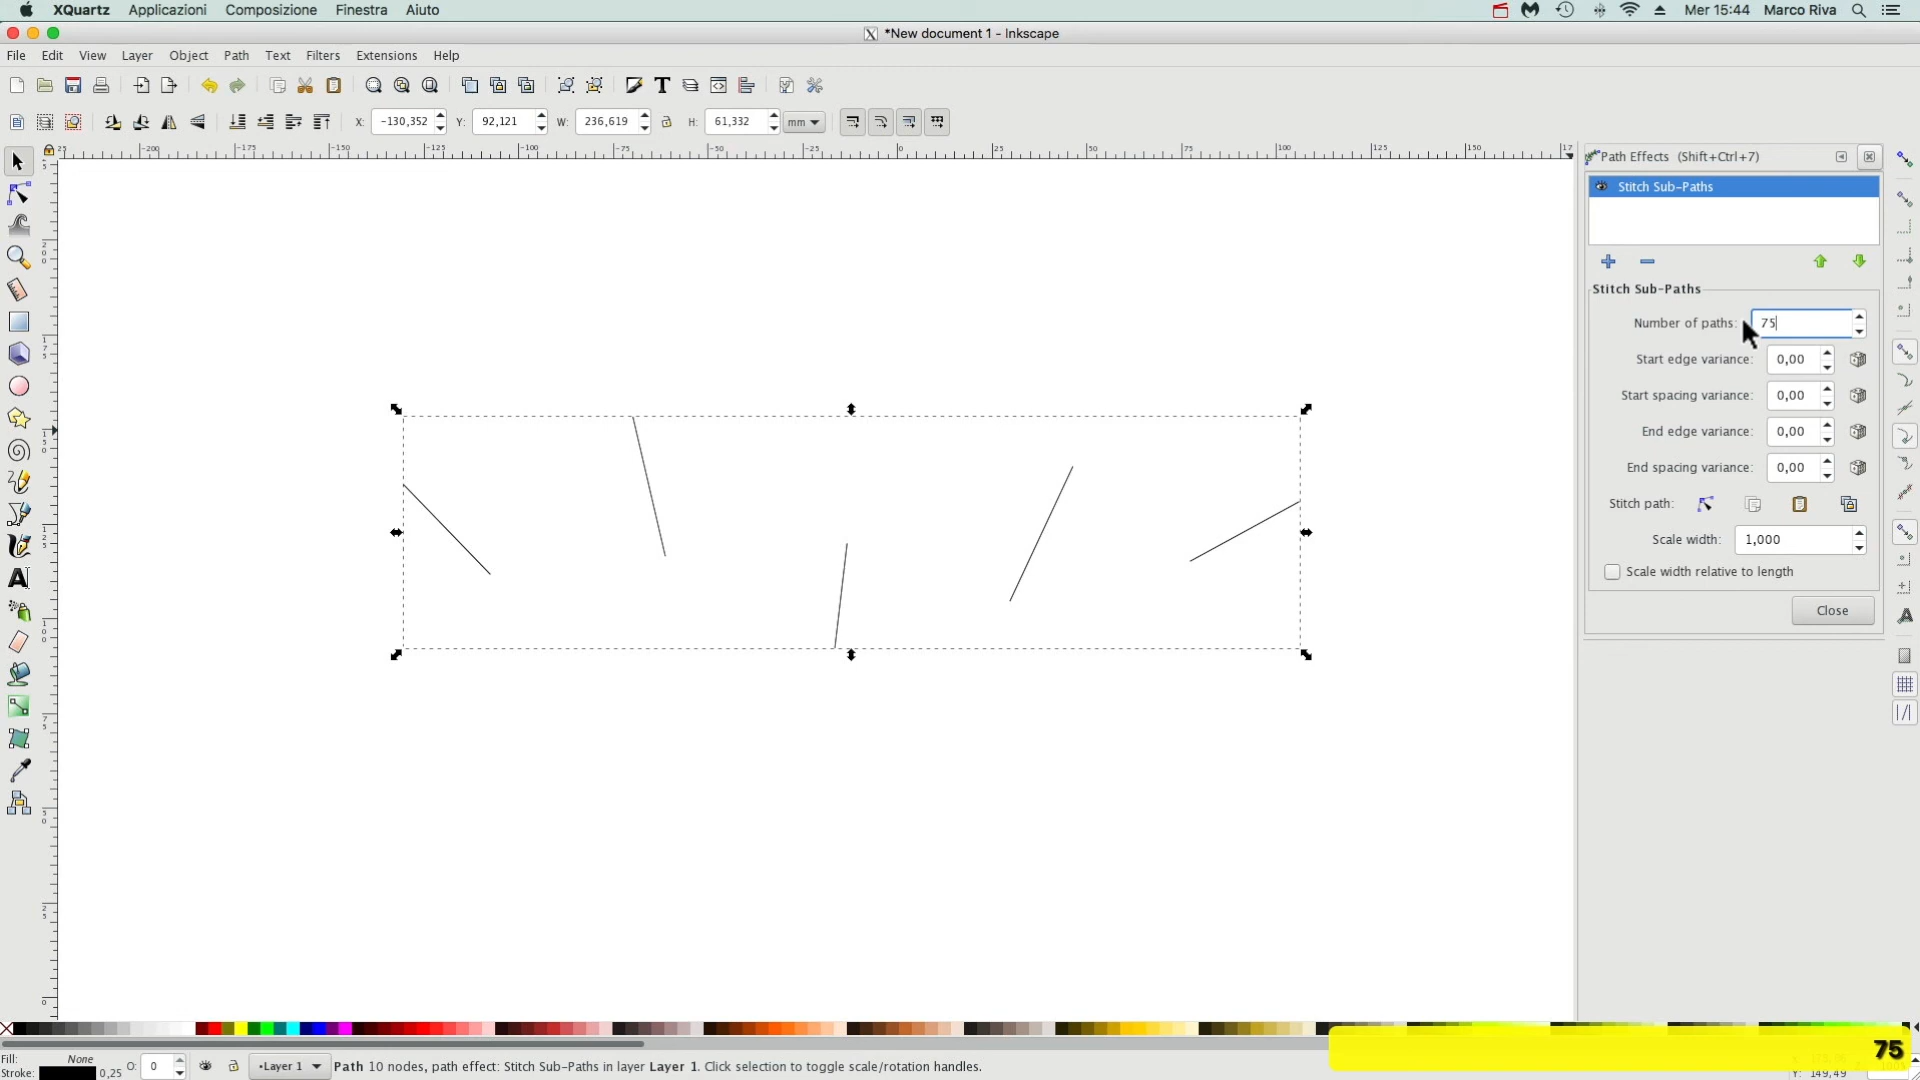 XQuartz Applicazioni Composizione Finestra Aiuto
Mer 15:44 Marco Riva
*New document 1 - Inkscape
File Edit View Layer Object Path Text Filters Extensions Help
X: -130,352 Y: 92,121 W: 236,619 H: 61,332 mm
Path Effects (Shift+Ctrl+7)
Stitch Sub-Paths
Stitch Sub-Paths
Number of paths: 75
Start edge variance: 0,00
Start spacing variance: 0,00
End edge variance: 0,00
End spacing variance: 0,00
Stitch path:
Scale width: 1,000
Scale width relative to length
Close
Fill: None
Stroke: 0,25
O: 0
•Layer 1
Path 10 nodes, path effect: Stitch Sub-Paths in layer Layer 1. Click selection to toggle scale/rotation handles.
75
Y: 149,49